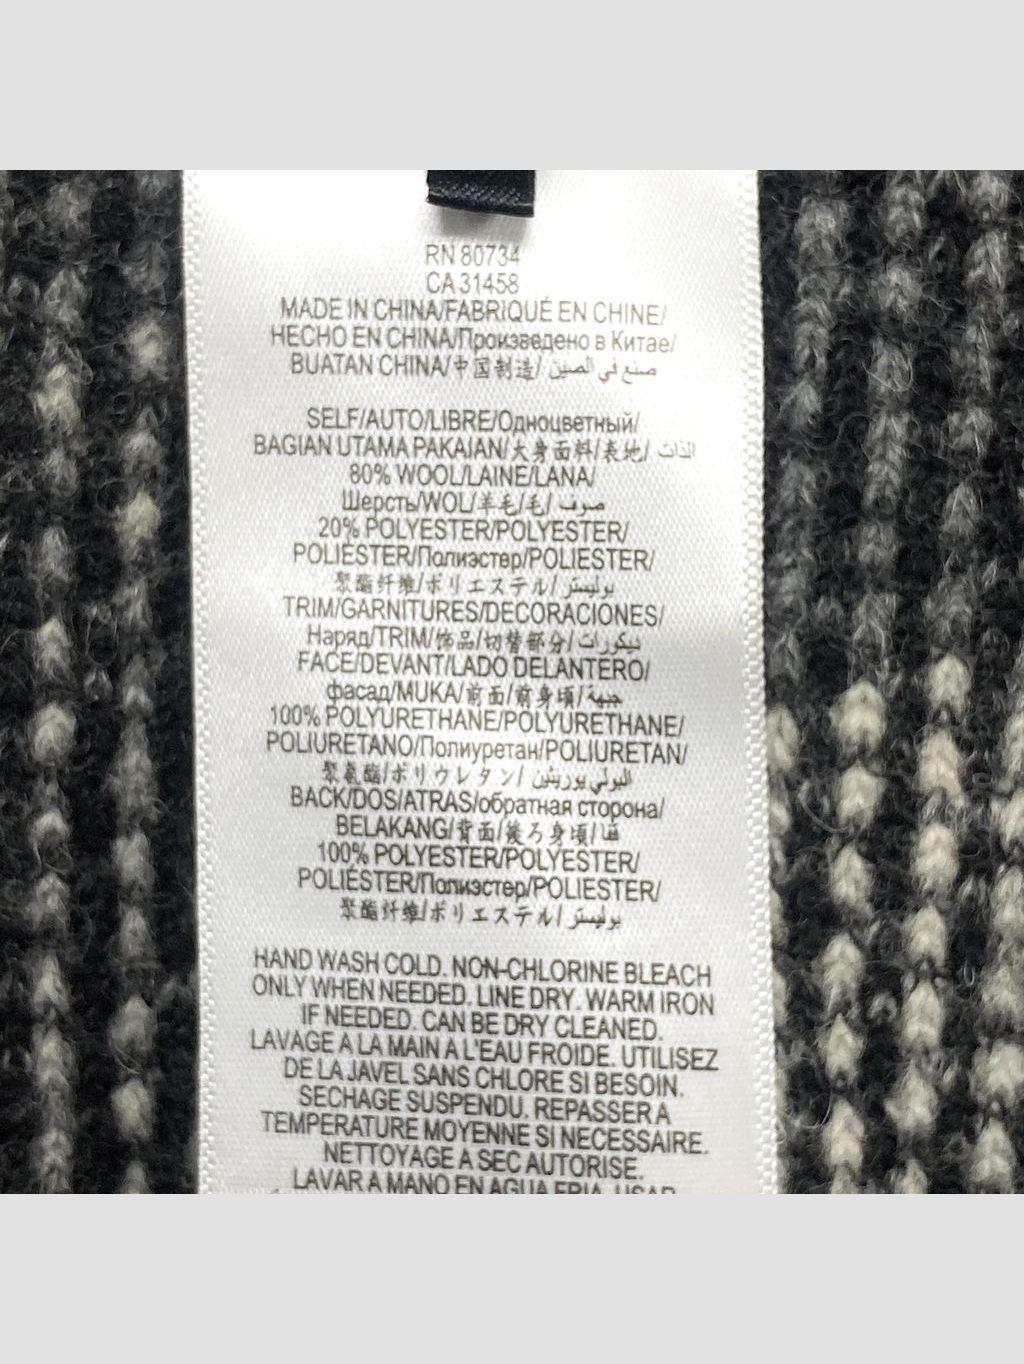 RN 80734
CA 31458
MADE IN CHINA/FABRIQUÉ EN CHINE/
HECHO EN CHINA/Произведено в Китае/
BUATAN CHINA/中国制造/ صنع في الصين
SELF/AUTO/LIBRE/Одноцветный/
BAGIAN UTAMA PAKAIAN/大身面料/表地/ الذات
80% WOOL/LAINE/LANA/
Шерсть/WOL/羊毛/毛/ صوف
20% POLYESTER/POLYESTER/
POLIÉSTER/Полиэстер/POLIESTER/
聚酯纤维/ポリエステル/ بوليستر
TRIM/GARNITURES/DECORACIONES/
Наряд/TRIM/饰品/切替部分/ ديكورات
FACE/DEVANT/LADO DELANTERO/
фасад/MUKA/前面/前身頃/
100% POLYURETHANE/POLYURETHANE/
POLIURETANO/Полиуретан/POLIURETAN/
聚氨酯/ポリウレタン/ البولي يوريثين
BACK/DOS/ATRAS/обратная сторона/
BELAKANG/背面/後ろ身頃/
100% POLYESTER/POLYESTER/
POLIÉSTER/Полиэстер/POLIESTER/
聚酯纤维/ポリエステル/ بوليستر
HAND WASH COLD. NON-CHLORINE BLEACH
ONLY WHEN NEEDED. LINE DRY. WARM IRON
IF NEEDED. CAN BE DRY CLEANED.
LAVAGE A LA MAIN A L'EAU FROIDE. UTILISEZ
DE LA JAVEL SANS CHLORE SI BESOIN.
SECHAGE SUSPENDU. REPASSER A
TEMPERATURE MOYENNE SI NECESSAIRE.
NETTOYAGE A SEC AUTORISE.
LAVAR A MANO EN AGUA FRIA. USAR